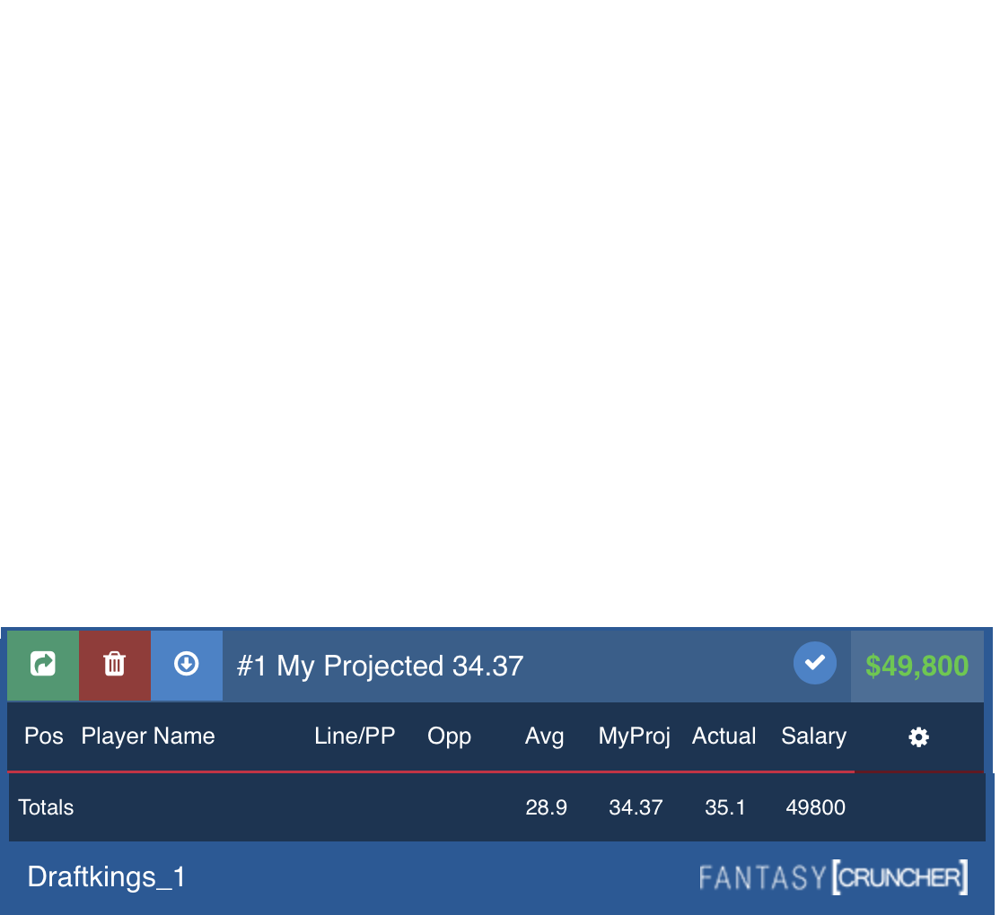 #1 My Projected 34.37 $49,800
Pos Player Name Line/PP Opp Avg MyProj Actual Salary
Totals 28.9 34.37 35.1 49800
Draftkings_1 FANTASY[CRUNCHER]